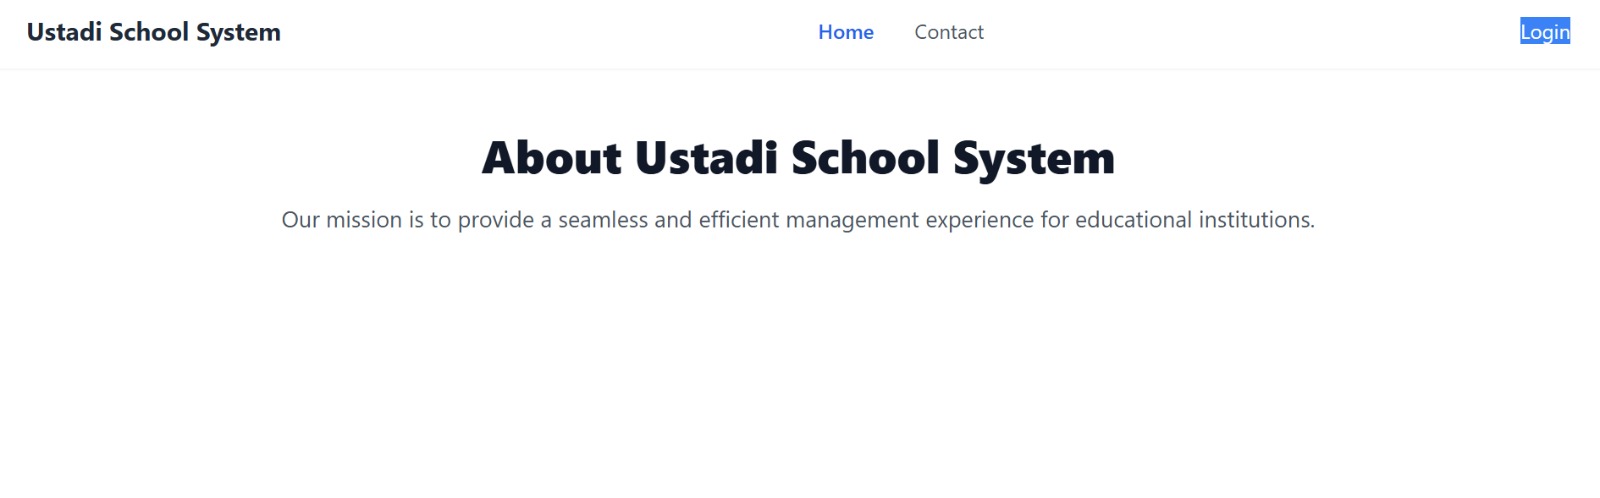 Ustadi School System
Home
Contact
Login
About Ustadi School System
Our mission is to provide a seamless and efficient management experience for educational institutions.